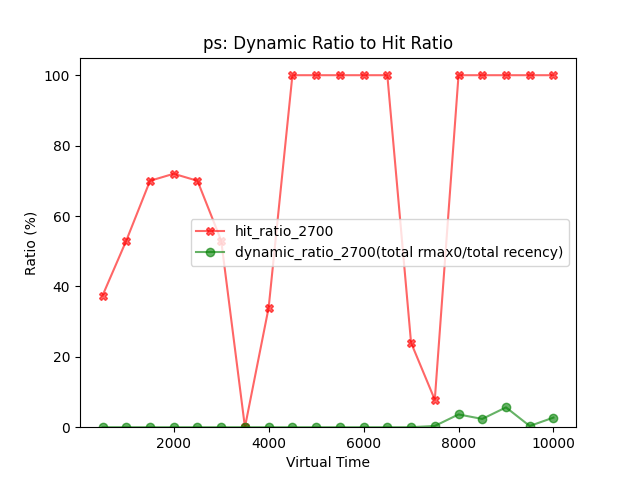 ps: Dynamic Ratio to Hit Ratio
100
80
60
40
20
0
Ratio (%)
hit_ratio_2700
dynamic_ratio_2700(total rmax0/total recency)
2000 4000 6000 8000 10000
Virtual Time